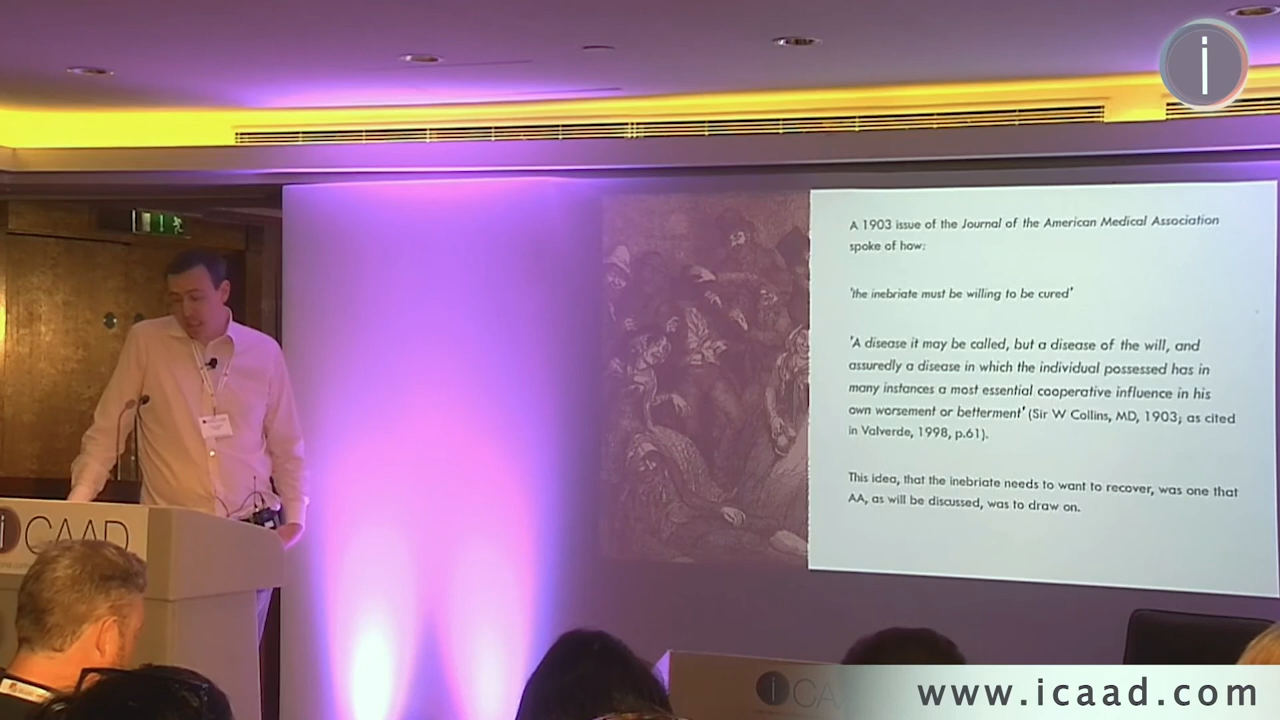 i
A 1903 issue of the Journal of the American Medical Association
spoke of how:
'the inebriate must be willing to be cured'
'A disease it may be called, but a disease of the will, and
assuredly a disease in which the individual possessed has in
many instances a most essential cooperative influence in his
own worsement or betterment' (Sir W Collins, MD, 1903; as cited
in Valverde, 1998, p.61).
This idea, that the inebriate needs to want to recover, was one that
AA, as will be discussed, was to draw on.
iCAAD
iCAA
www.icaad.com